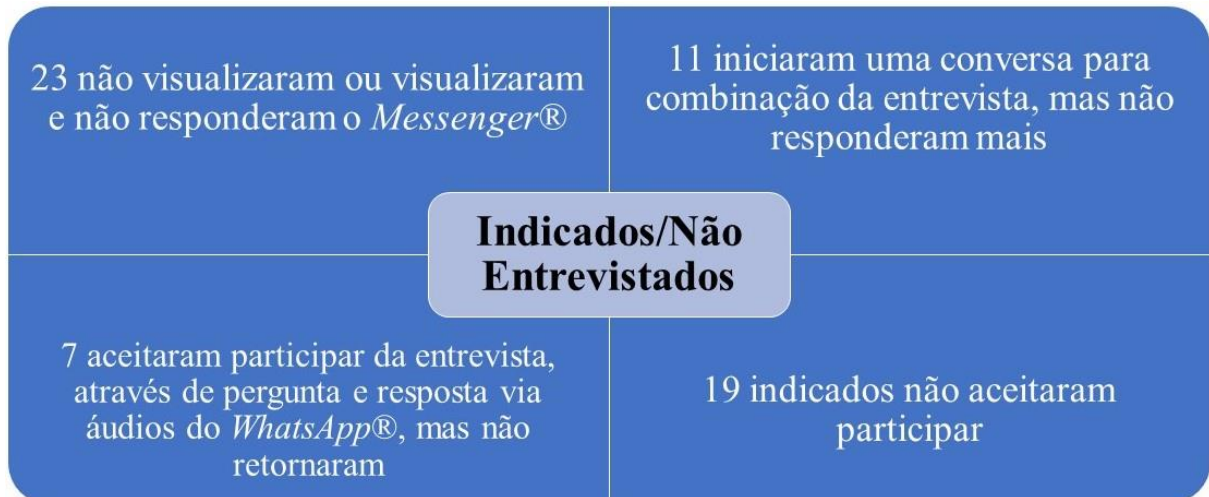 23 não visualizaram ou visualizaram
e não responderam o Messenger®
11 iniciaram uma conversa para
combinação da entrevista, mas não
responderam mais
Indicados/Não
Entrevistados
7 aceitaram participar da entrevista,
através de pergunta e resposta via
áudios do WhatsApp®, mas não
retornaram
19 indicados não aceitaram
participar